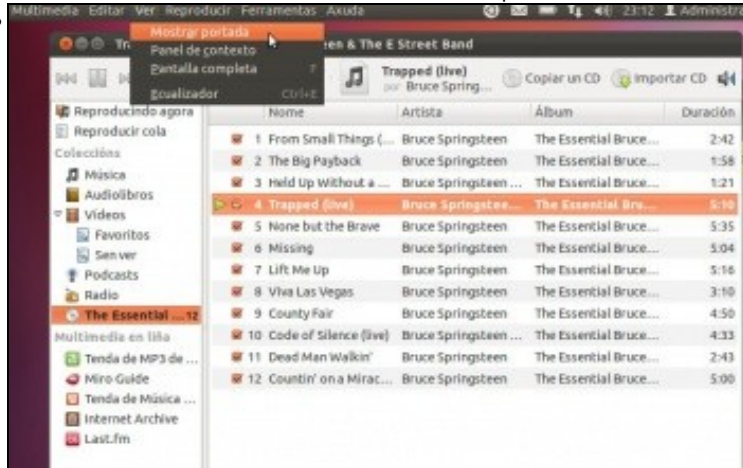 Multimedia Editar Ver Reproducir Ferramentas Axuda 23:12 Administra
Mostrar portada
Panel de contexto
Pantalla completa F
Ecualizador Ctrl+E
Tr en & The E Street Band
Trapped (live)
por Bruce Spring...
Copiar un CD
Importar CD
Reproducindo agora
Reproducir cola
Coleccións
Música
Audiolibros
Vídeos
Favoritos
Sen ver
Podcasts
Radio
The Essential ...12
Multimedia en liña
Tenda de MP3 de ...
Miro Guide
Tenda de Música ...
Internet Archive
Last.fm
Nome Artista Álbum Duración
1 From Small Things (... Bruce Springsteen The Essential Bruce... 2:42
2 The Big Payback Bruce Springsteen The Essential Bruce... 1:58
3 Held Up Without a ... Bruce Springsteen ... The Essential Bruce... 1:21
4 Trapped (live) Bruce Springstee... The Essential Bru... 5:10
5 None but the Brave Bruce Springsteen The Essential Bruce... 5:35
6 Missing Bruce Springsteen The Essential Bruce... 5:04
7 Lift Me Up Bruce Springsteen The Essential Bruce... 5:16
8 Viva Las Vegas Bruce Springsteen The Essential Bruce... 3:10
9 County Fair Bruce Springsteen The Essential Bruce... 4:50
10 Code of Silence (live) Bruce Springsteen ... The Essential Bruce... 4:33
11 Dead Man Walkin' Bruce Springsteen The Essential Bruce... 2:43
12 Countin' on a Mirac... Bruce Springsteen The Essential Bruce... 5:00